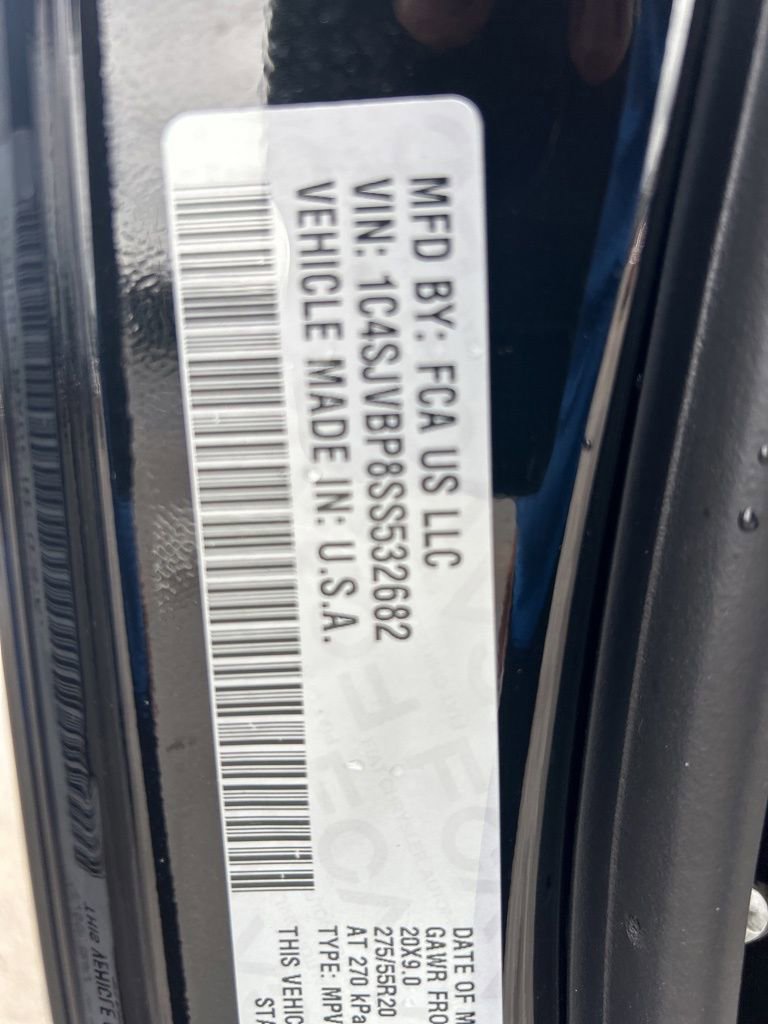 MFD BY: FCA US LLC
VIN: 1C4SJVBP8SS532682
VEHICLE MADE IN: U.S.A.
DATE OF M
GAWR FRO
20X9.0
275/55R20
AT 270 kPa
TYPE: MPV
THIS VEHIC
STA